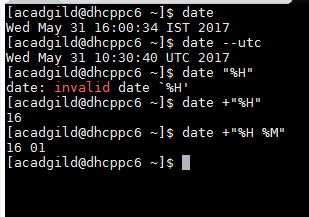 [acadgild@dhcppc6 ~]$ date
Wed May 31 16:00:34 IST 2017
[acadgild@dhcppc6 ~]$ date --utc
Wed May 31 10:30:40 UTC 2017
[acadgild@dhcppc6 ~]$ date "%H"
date: invalid date `%H'
[acadgild@dhcppc6 ~]$ date +"%H"
16
[acadgild@dhcppc6 ~]$ date +"%H %M"
16 01
[acadgild@dhcppc6 ~]$